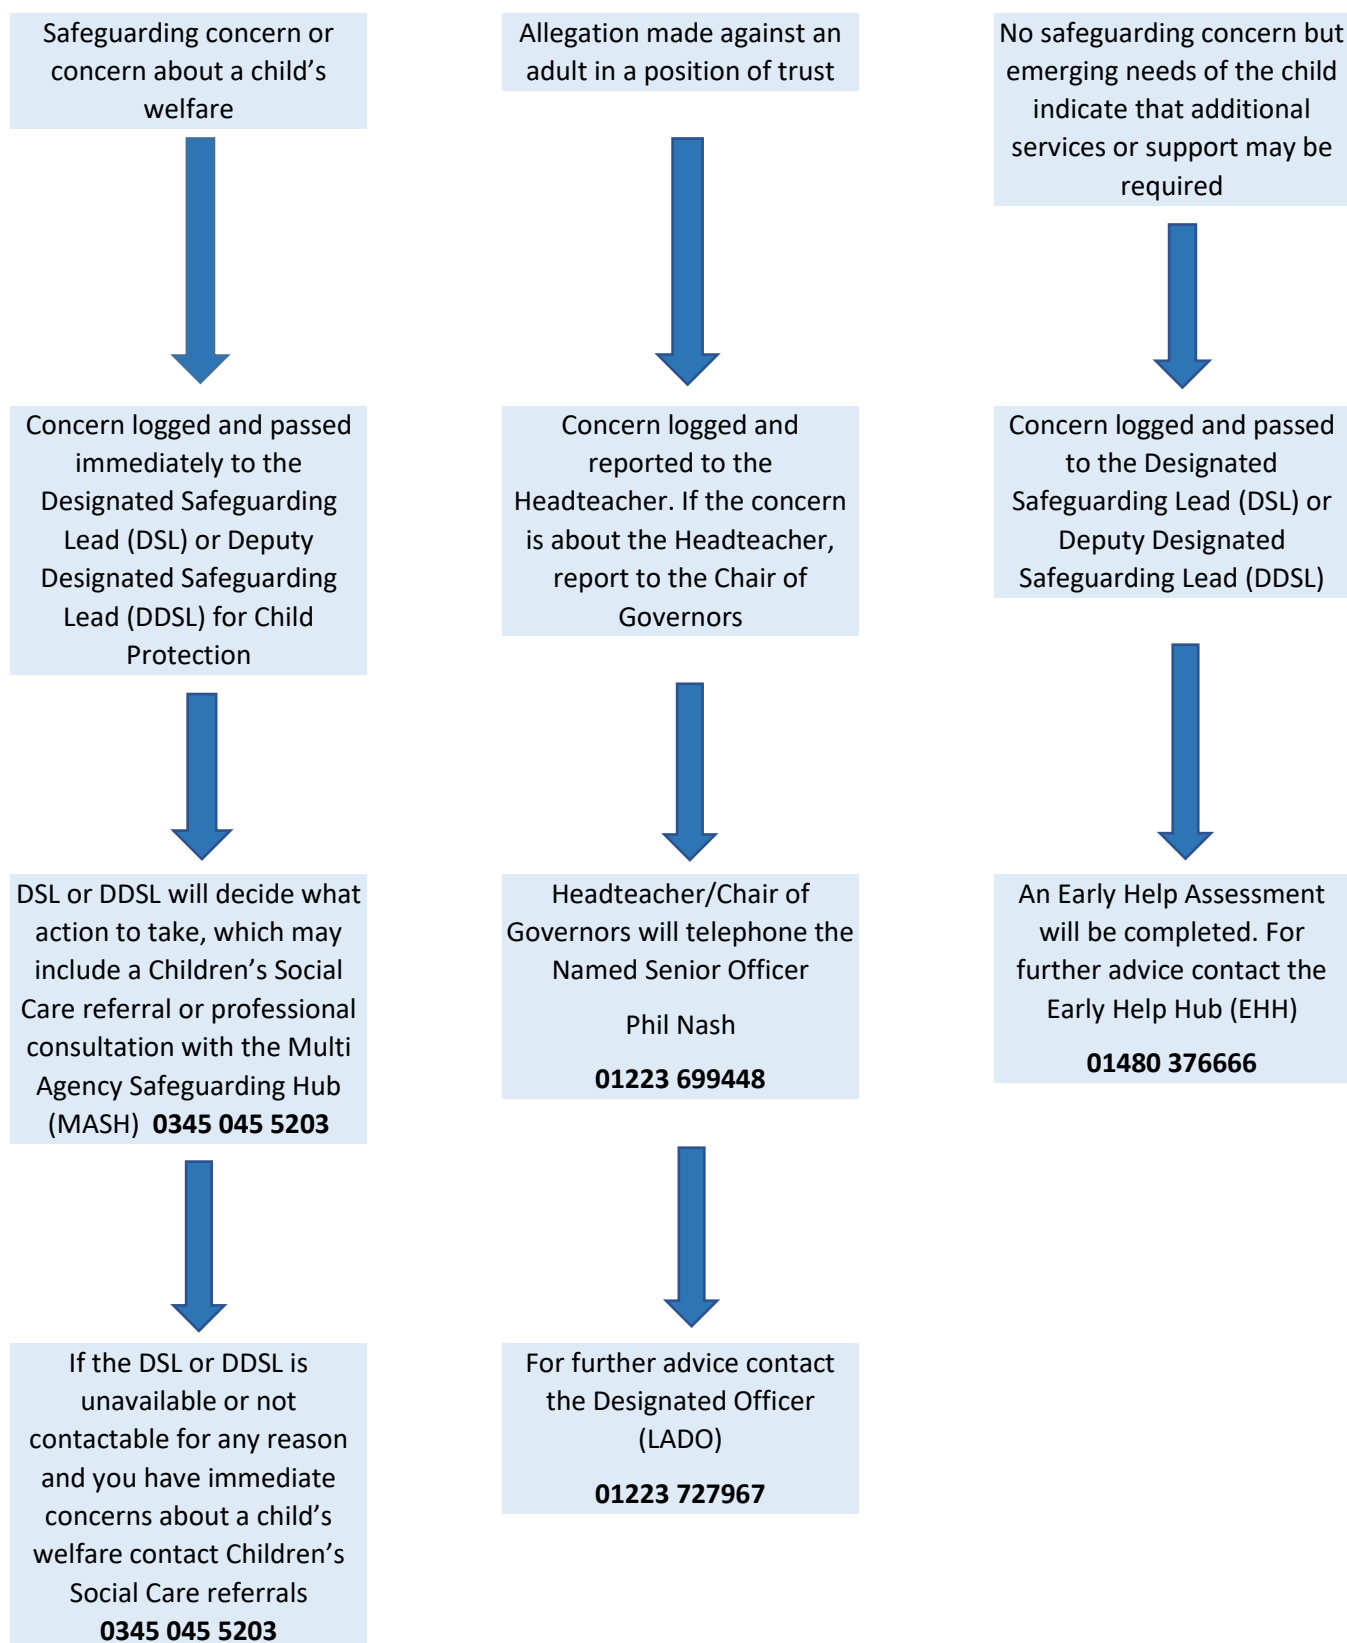 Safeguarding concern or
concern about a child’s
welfare
Concern logged and passed
immediately to the
Designated Safeguarding
Lead (DSL) or Deputy
Designated Safeguarding
Lead (DDSL) for Child
Protection
DSL or DDSL will decide what
action to take, which may
include a Children’s Social
Care referral or professional
consultation with the Multi
Agency Safeguarding Hub
(MASH) 0345 045 5203
If the DSL or DDSL is
unavailable or not
contactable for any reason
and you have immediate
concerns about a child’s
welfare contact Children’s
Social Care referrals
0345 045 5203
Allegation made against an
adult in a position of trust
Concern logged and
reported to the
Headteacher. If the concern
is about the Headteacher,
report to the Chair of
Governors
Headteacher/Chair of
Governors will telephone the
Named Senior Officer
Phil Nash
01223 699448
For further advice contact
the Designated Officer
(LADO)
01223 727967
No safeguarding concern but
emerging needs of the child
indicate that additional
services or support may be
required
Concern logged and passed
to the Designated
Safeguarding Lead (DSL) or
Deputy Designated
Safeguarding Lead (DDSL)
An Early Help Assessment
will be completed. For
further advice contact the
Early Help Hub (EHH)
01480 376666